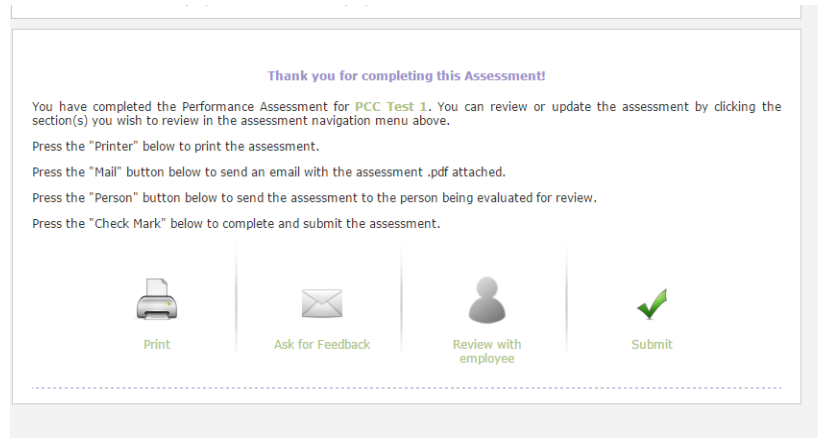 Thank you for completing this Assessment!
You have completed the Performance Assessment for PCC Test 1. You can review or update the assessment by clicking the
section(s) you wish to review in the assessment navigation menu above.
Press the "Printer" below to print the assessment.
Press the "Mail" button below to send an email with the assessment .pdf attached.
Press the "Person" button below to send the assessment to the person being evaluated for review.
Press the "Check Mark" below to complete and submit the assessment.
Print
Ask for Feedback
Review with
employee
Submit